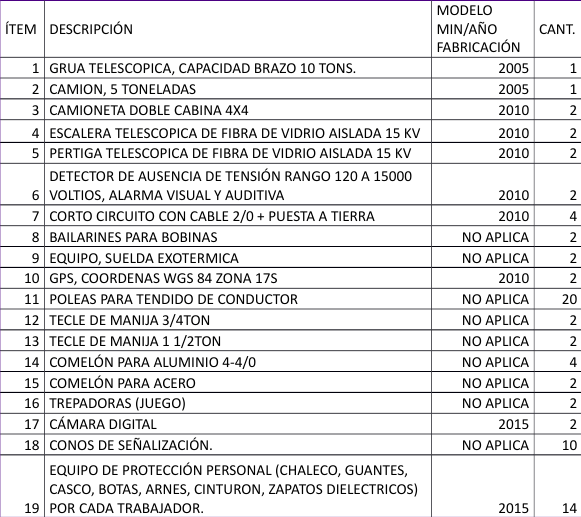 ÍTEM DESCRIPCIÓN MODELO MIN/AÑO FABRICACIÓN CANT.
1 GRUA TELESCOPICA, CAPACIDAD BRAZO 10 TONS. 2005 1
2 CAMION, 5 TONELADAS 2005 1
3 CAMIONETA DOBLE CABINA 4X4 2010 2
4 ESCALERA TELESCOPICA DE FIBRA DE VIDRIO AISLADA 15 KV 2010 2
5 PERTIGA TELESCOPICA DE FIBRA DE VIDRIO AISLADA 15 KV 2010 2
DETECTOR DE AUSENCIA DE TENSIÓN RANGO 120 A 15000
6 VOLTIOS, ALARMA VISUAL Y AUDITIVA 2010 2
7 CORTO CIRCUITO CON CABLE 2/0 + PUESTA A TIERRA 2010 4
8 BAILARINES PARA BOBINAS NO APLICA 2
9 EQUIPO, SUELDA EXOTERMICA NO APLICA 2
10 GPS, COORDENAS WGS 84 ZONA 17S 2010 2
11 POLEAS PARA TENDIDO DE CONDUCTOR NO APLICA 20
12 TECLE DE MANIJA 3/4TON NO APLICA 2
13 TECLE DE MANIJA 1 1/2TON NO APLICA 2
14 COMELÓN PARA ALUMINIO 4-4/0 NO APLICA 4
15 COMELÓN PARA ACERO NO APLICA 2
16 TREPADORAS (JUEGO) NO APLICA 2
17 CÁMARA DIGITAL 2015 2
18 CONOS DE SEÑALIZACIÓN. NO APLICA 10
EQUIPO DE PROTECCIÓN PERSONAL (CHALECO, GUANTES,
CASCO, BOTAS, ARNES, CINTURON, ZAPATOS DIELECTRICOS)
19 POR CADA TRABAJADOR. 2015 14